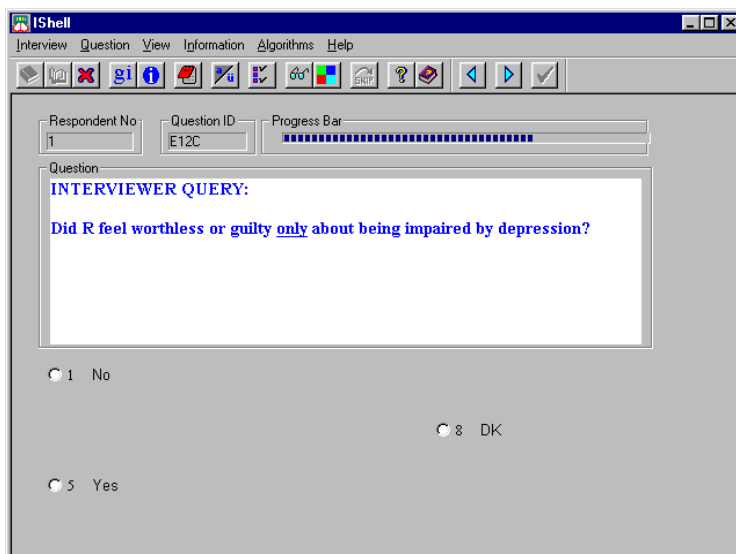 IShell
Interview Question View Information Algorithms Help
gi i a/ü SKIP ?
Respondent No Question ID Progress Bar
1 E12C
Question
INTERVIEWER QUERY:
Did R feel worthless or guilty only about being impaired by depression?
1 No
8 DK
5 Yes